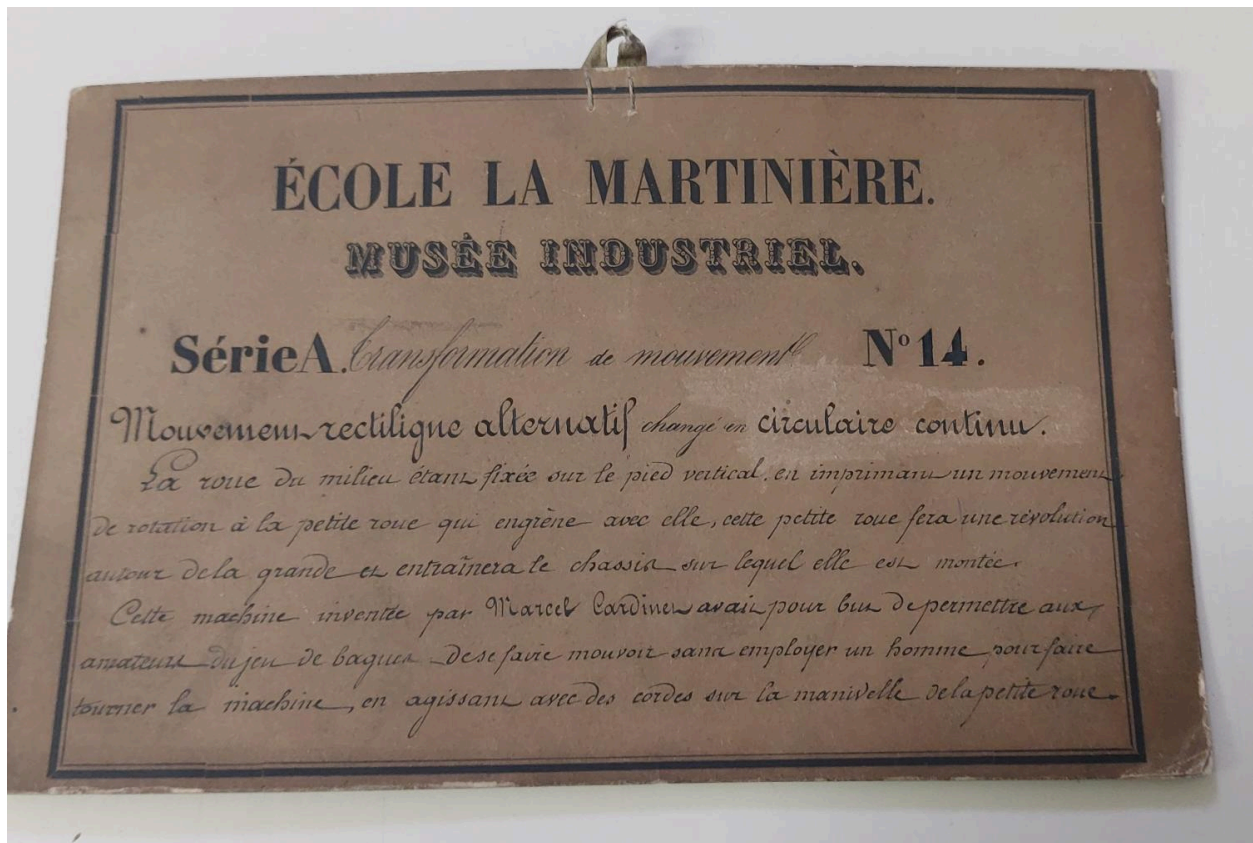 ÉCOLE LA MARTINIÈRE.
MUSÉE INDUSTRIEL.
Série A. Transformation de mouvement Nº 14.
Mouvement rectiligne alternatif changé en circulaire continu.
La roue du milieu étant fixée sur le pied vertical, en imprimant un mouvement
de rotation à la petite roue qui engrène avec elle, cette petite roue fera une révolution
autour de la grande et entraînera le chassis sur lequel elle est montée.
Cette machine inventée par Marcel Cardinet avait pour but de permettre aux
amateurs du jeu de bagues de se faire mouvoir sans employer un homme pour faire
tourner la machine, en agissant avec des cordes sur la manivelle de la petite roue.